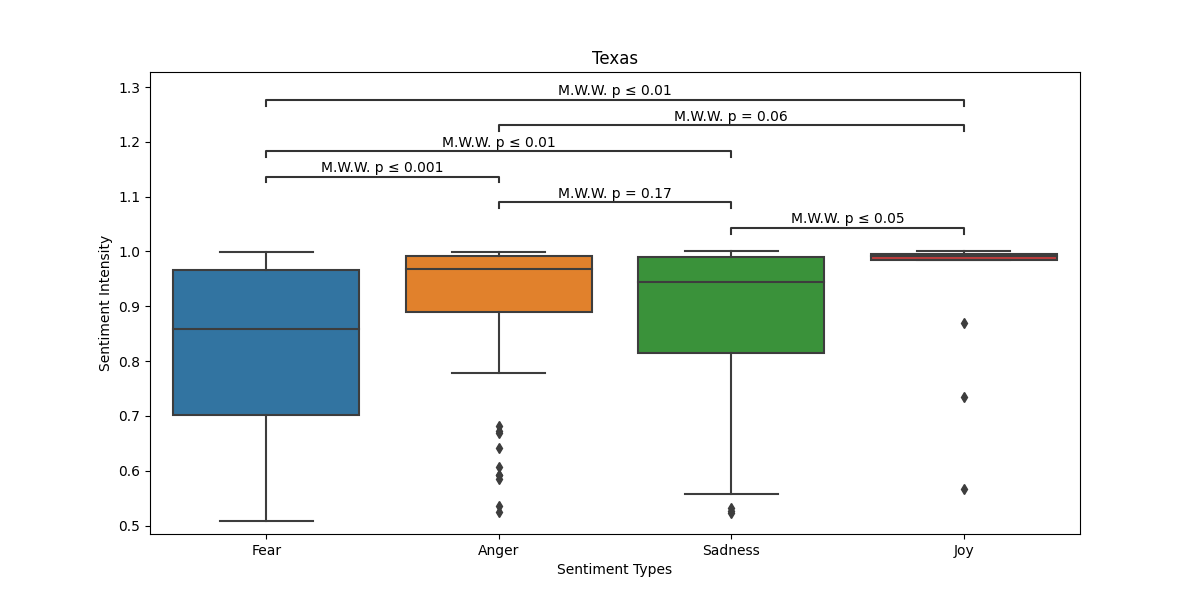 Texas
1.3
1.2
1.1
1.0
0.9
0.8
0.7
0.6
0.5
Sentiment Intensity
M.W.W. p ≤ 0.01
M.W.W. p = 0.06
M.W.W. p ≤ 0.01
M.W.W. p ≤ 0.001
M.W.W. p = 0.17
M.W.W. p ≤ 0.05
Fear Anger Sadness Joy
Sentiment Types